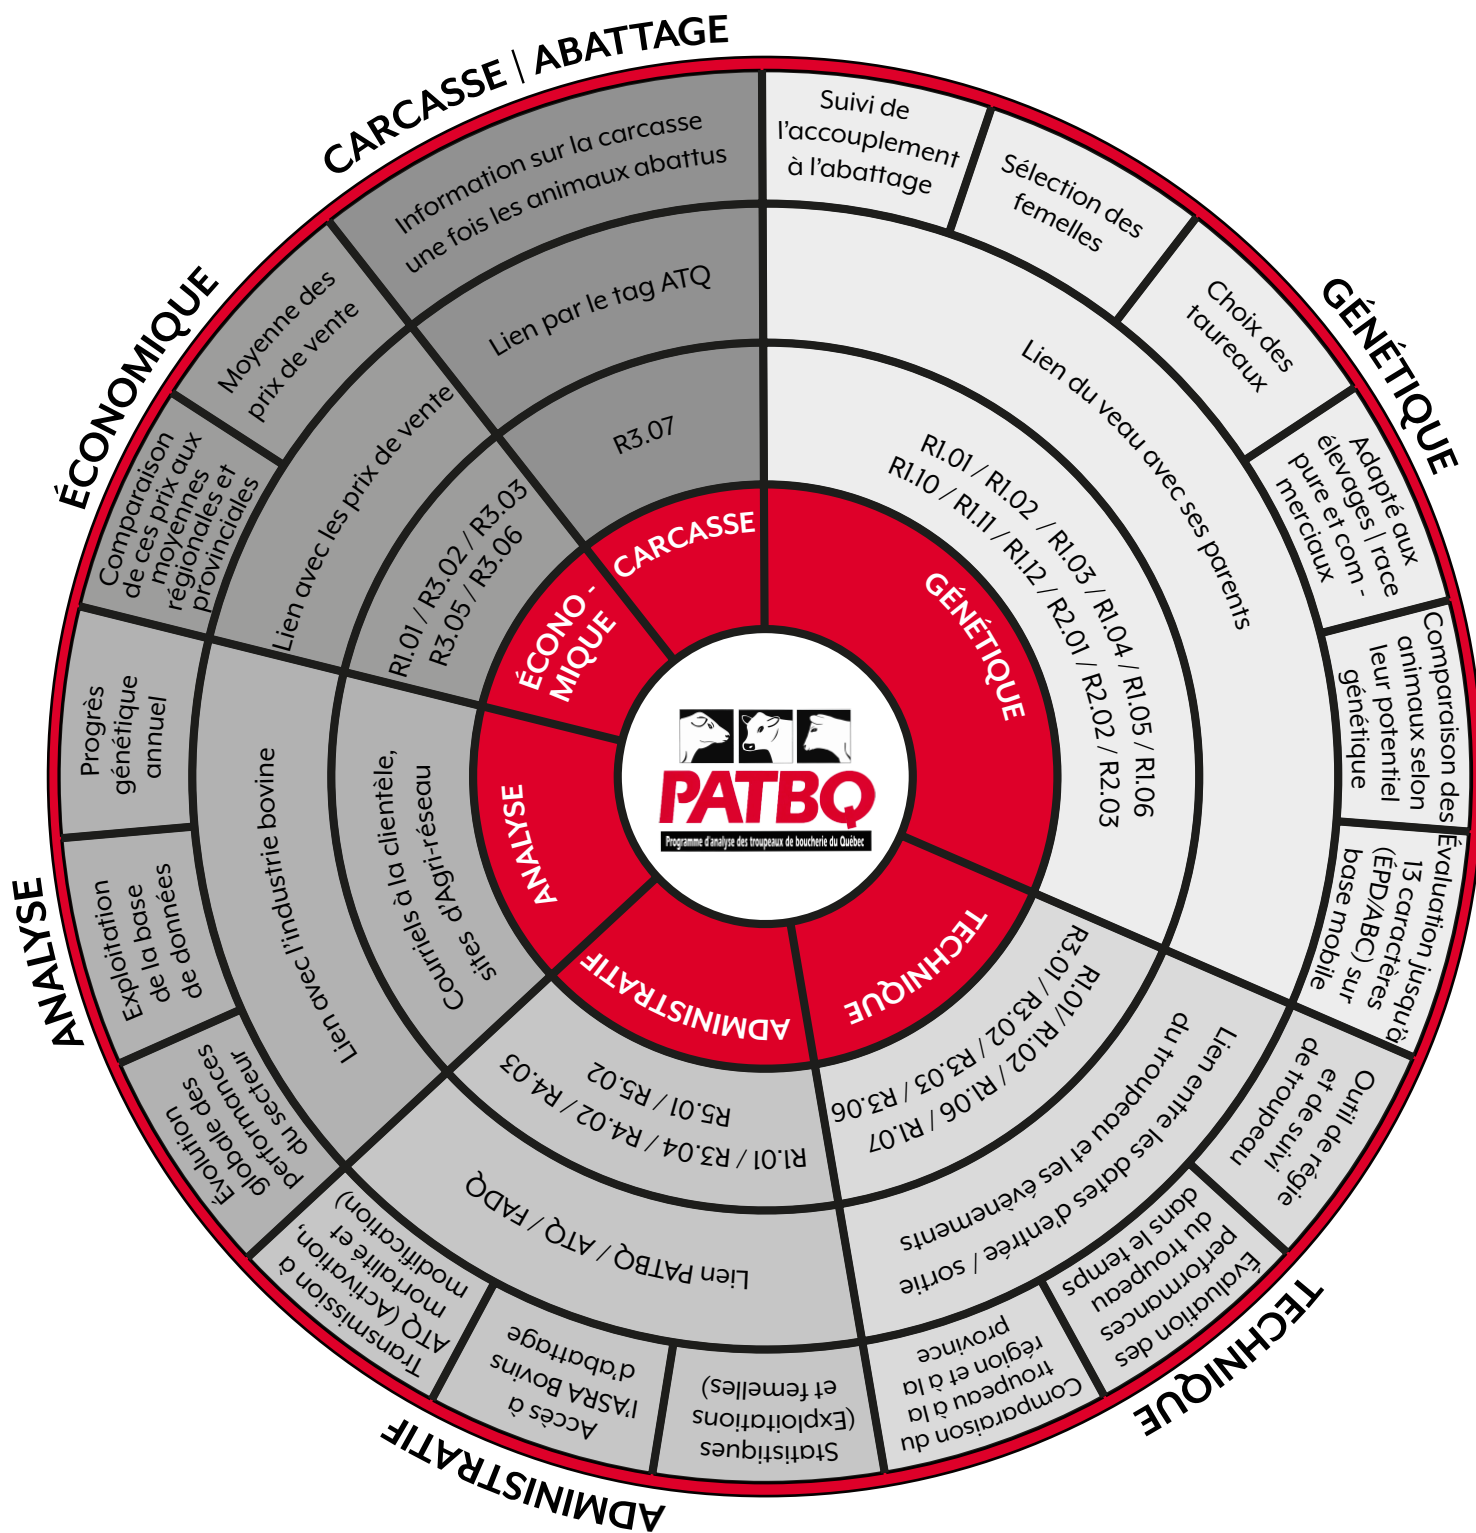 CARCASSE | ABATTAGE
Information sur la carcasse
une fois les animaux abattus
Lien par le tag ATQ
R3.07
CARCASSE
GÉNÉTIQUE
Suivi de
l'accouplement
à l'abattage
Sélection des
femelles
Choix des
taureaux
Adapté aux
élevages | race
pure et com -
merciaux
Comparaison des
animaux selon
leur potentiel
génétique
Évaluation jusqu'à
13 caractères
(ÉPD/ABC) sur
base mobile
Lien du veau avec ses parents
R1.01 / R1.02 / R1.03 / R1.04 / R1.05 / R1.06
R1.10 / R1.11 / R1.12 / R2.01 / R2.02 / R2.03
GÉNÉTIQUE
TECHNIQUE
Outil de régie
et de suivi
de troupeau
Évaluation des
performances
du troupeau
dans le temps
Comparaison du
troupeau à la
région et à la
province
Lien entre les dates d'entrée / sortie
du troupeau et les évènements
R1.01/ R1.02 / R1.06 / R1.07
R3.01 / R3.02 / R3.03 / R3.06
TECHNIQUE
ADMINISTRATIF
Statistiques
(Exploitations
et femelles)
Accès à
l'ASRA Bovins
d'abattage
Transmission à
ATQ (Activation,
mortalité et
modification)
Lien PATBQ / ATQ / FADQ
R1.01 / R3.04 / R4.02 / R4.03
R5.01 / R5.02
ADMINISTRATIF
ANALYSE
Évolution
globale des
performances
du secteur
Exploitation
de la base
de données
Progrès
génétique
annuel
Lien avec l'industrie bovine
Courriels à la clientèle,
sites d'Agri-réseau
ANALYSE
ÉCONOMIQUE
Comparaison
de ces prix aux
moyennes
régionales et
provinciales
Moyenne des
prix de vente
Lien avec les prix de vente
R1.01 / R3.02 / R3.03
R3.05 / R3.06
ÉCONO -
MIQUE
PATBQ
Programme d'analyse des troupeaux de boucherie du Québec